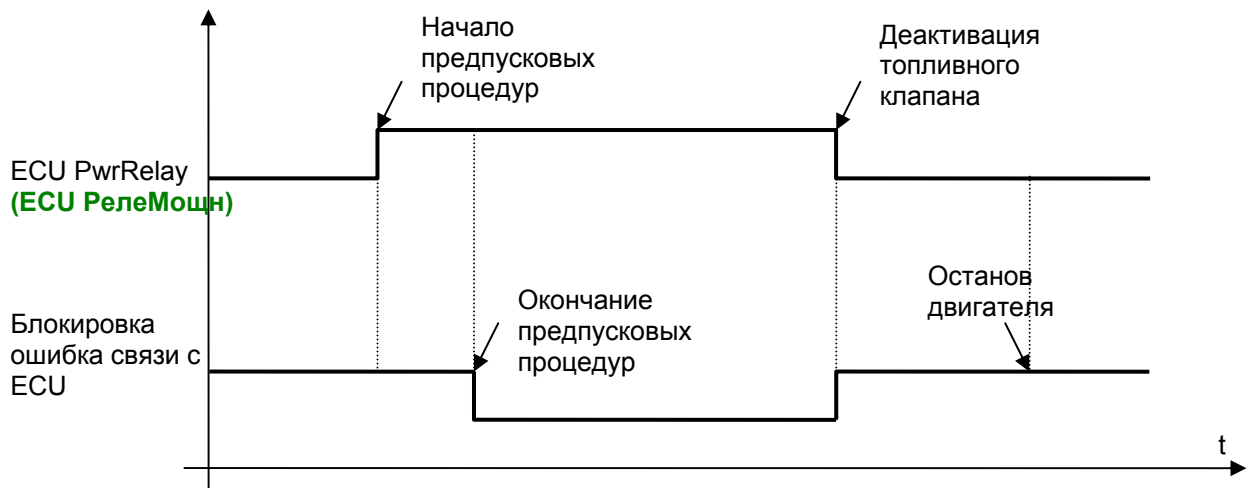 Начало
предпусковых
процедур
Деактивация
топливного
клапана
ECU PwrRelay
(ECU РелеМощн)
Останов
двигателя
Окончание
предпусковых
процедур
Блокировка
ошибка связи с
ECU
t